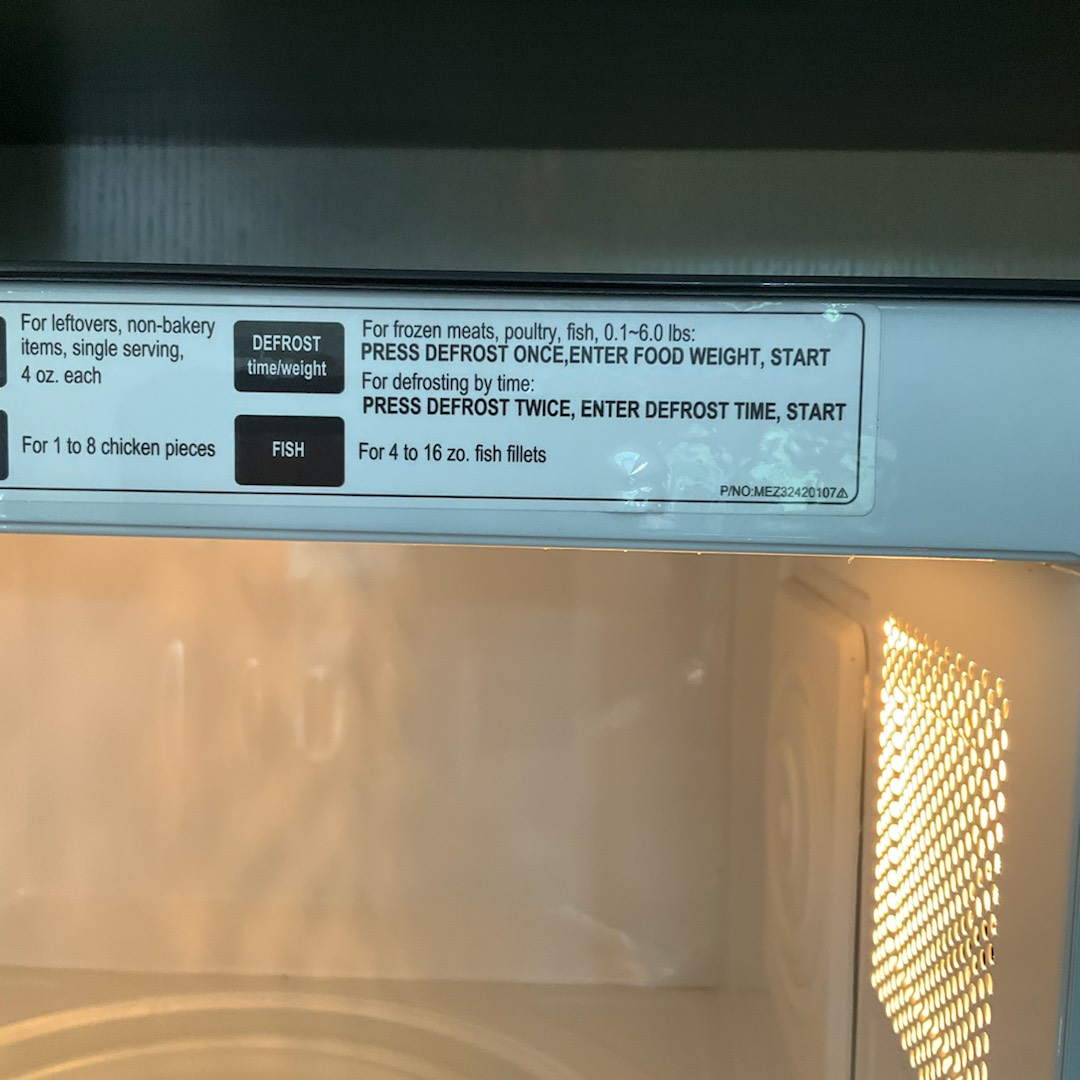 For leftovers, non-bakery
items, single serving,
4 oz. each
For 1 to 8 chicken pieces
DEFROST
time/weight
For frozen meats, poultry, fish, 0.1~6.0 lbs:
PRESS DEFROST ONCE,ENTER FOOD WEIGHT, START
For defrosting by time:
PRESS DEFROST TWICE, ENTER DEFROST TIME, START
FISH
For 4 to 16 zo. fish fillets
P/NO:MEZ32420107⚠